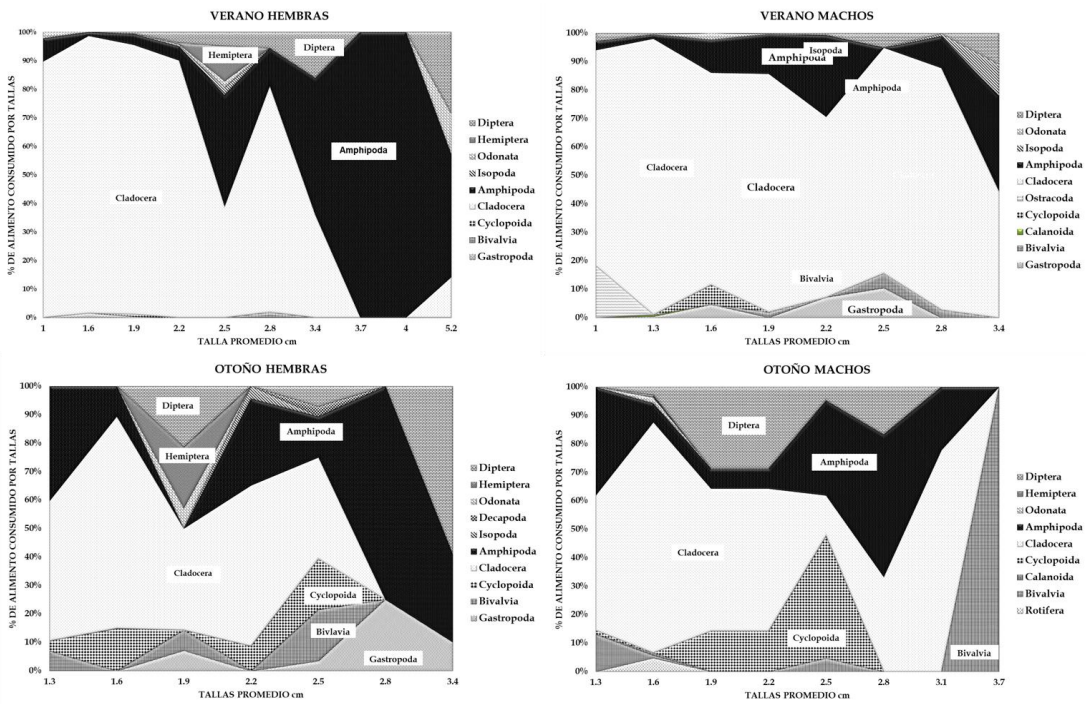 VERANO HEMBRAS
100%
90%
80%
70%
60%
50%
40%
30%
20%
10%
0%
% DE ALIMENTO CONSUMIDO POR TALLAS
Hemiptera
Diptera
Amphipoda
Cladocera
1 1.6 1.9 2.2 2.5 2.8 3.4 3.7 4 5.2
TALLA PROMEDIO cm
Diptera
Hemiptera
Odonata
Isopoda
Amphipoda
Cladocera
Cyclopoida
Bivalvia
Gastropoda
VERANO MACHOS
100%
90%
80%
70%
60%
50%
40%
30%
20%
10%
0%
% DE ALIMENTO CONSUMIDO POR TALLAS
Isopoda
Amphipoda
Amphipoda
Cladocera
Cladocera
Bivalvia
Gastropoda
1 1.3 1.6 1.9 2.2 2.5 2.8 3.4
TALLAS PROMEDIO cm
Diptera
Odonata
Isopoda
Amphipoda
Cladocera
Ostracoda
Cyclopoida
Calanoida
Bivalvia
Gastropoda
OTOÑO HEMBRAS
100%
90%
80%
70%
60%
50%
40%
30%
20%
10%
0%
% DE ALIMENTO CONSUMIDO POR TALLAS
Diptera
Hemiptera
Amphipoda
Cladocera
Cyclopoida
Bivlavia
Gastropoda
1.3 1.6 1.9 2.2 2.5 2.8 3.4
TALLAS PROMEDIO cm
Diptera
Hemiptera
Odonata
Decapoda
Isopoda
Amphipoda
Cladocera
Cyclopoida
Bivalvia
Gastropoda
OTOÑO MACHOS
100%
90%
80%
70%
60%
50%
40%
30%
20%
10%
0%
% DE ALIMENTO CONSUMIDO POR TALLAS
Diptera
Amphipoda
Cladocera
Cyclopoida
Bivalvia
1.3 1.6 1.9 2.2 2.5 2.8 3.1 3.7
TALLAS PROMEDIO cm
Diptera
Hemiptera
Odonata
Amphipoda
Cladocera
Cyclopoida
Calanoida
Bivalvia
Rotifera